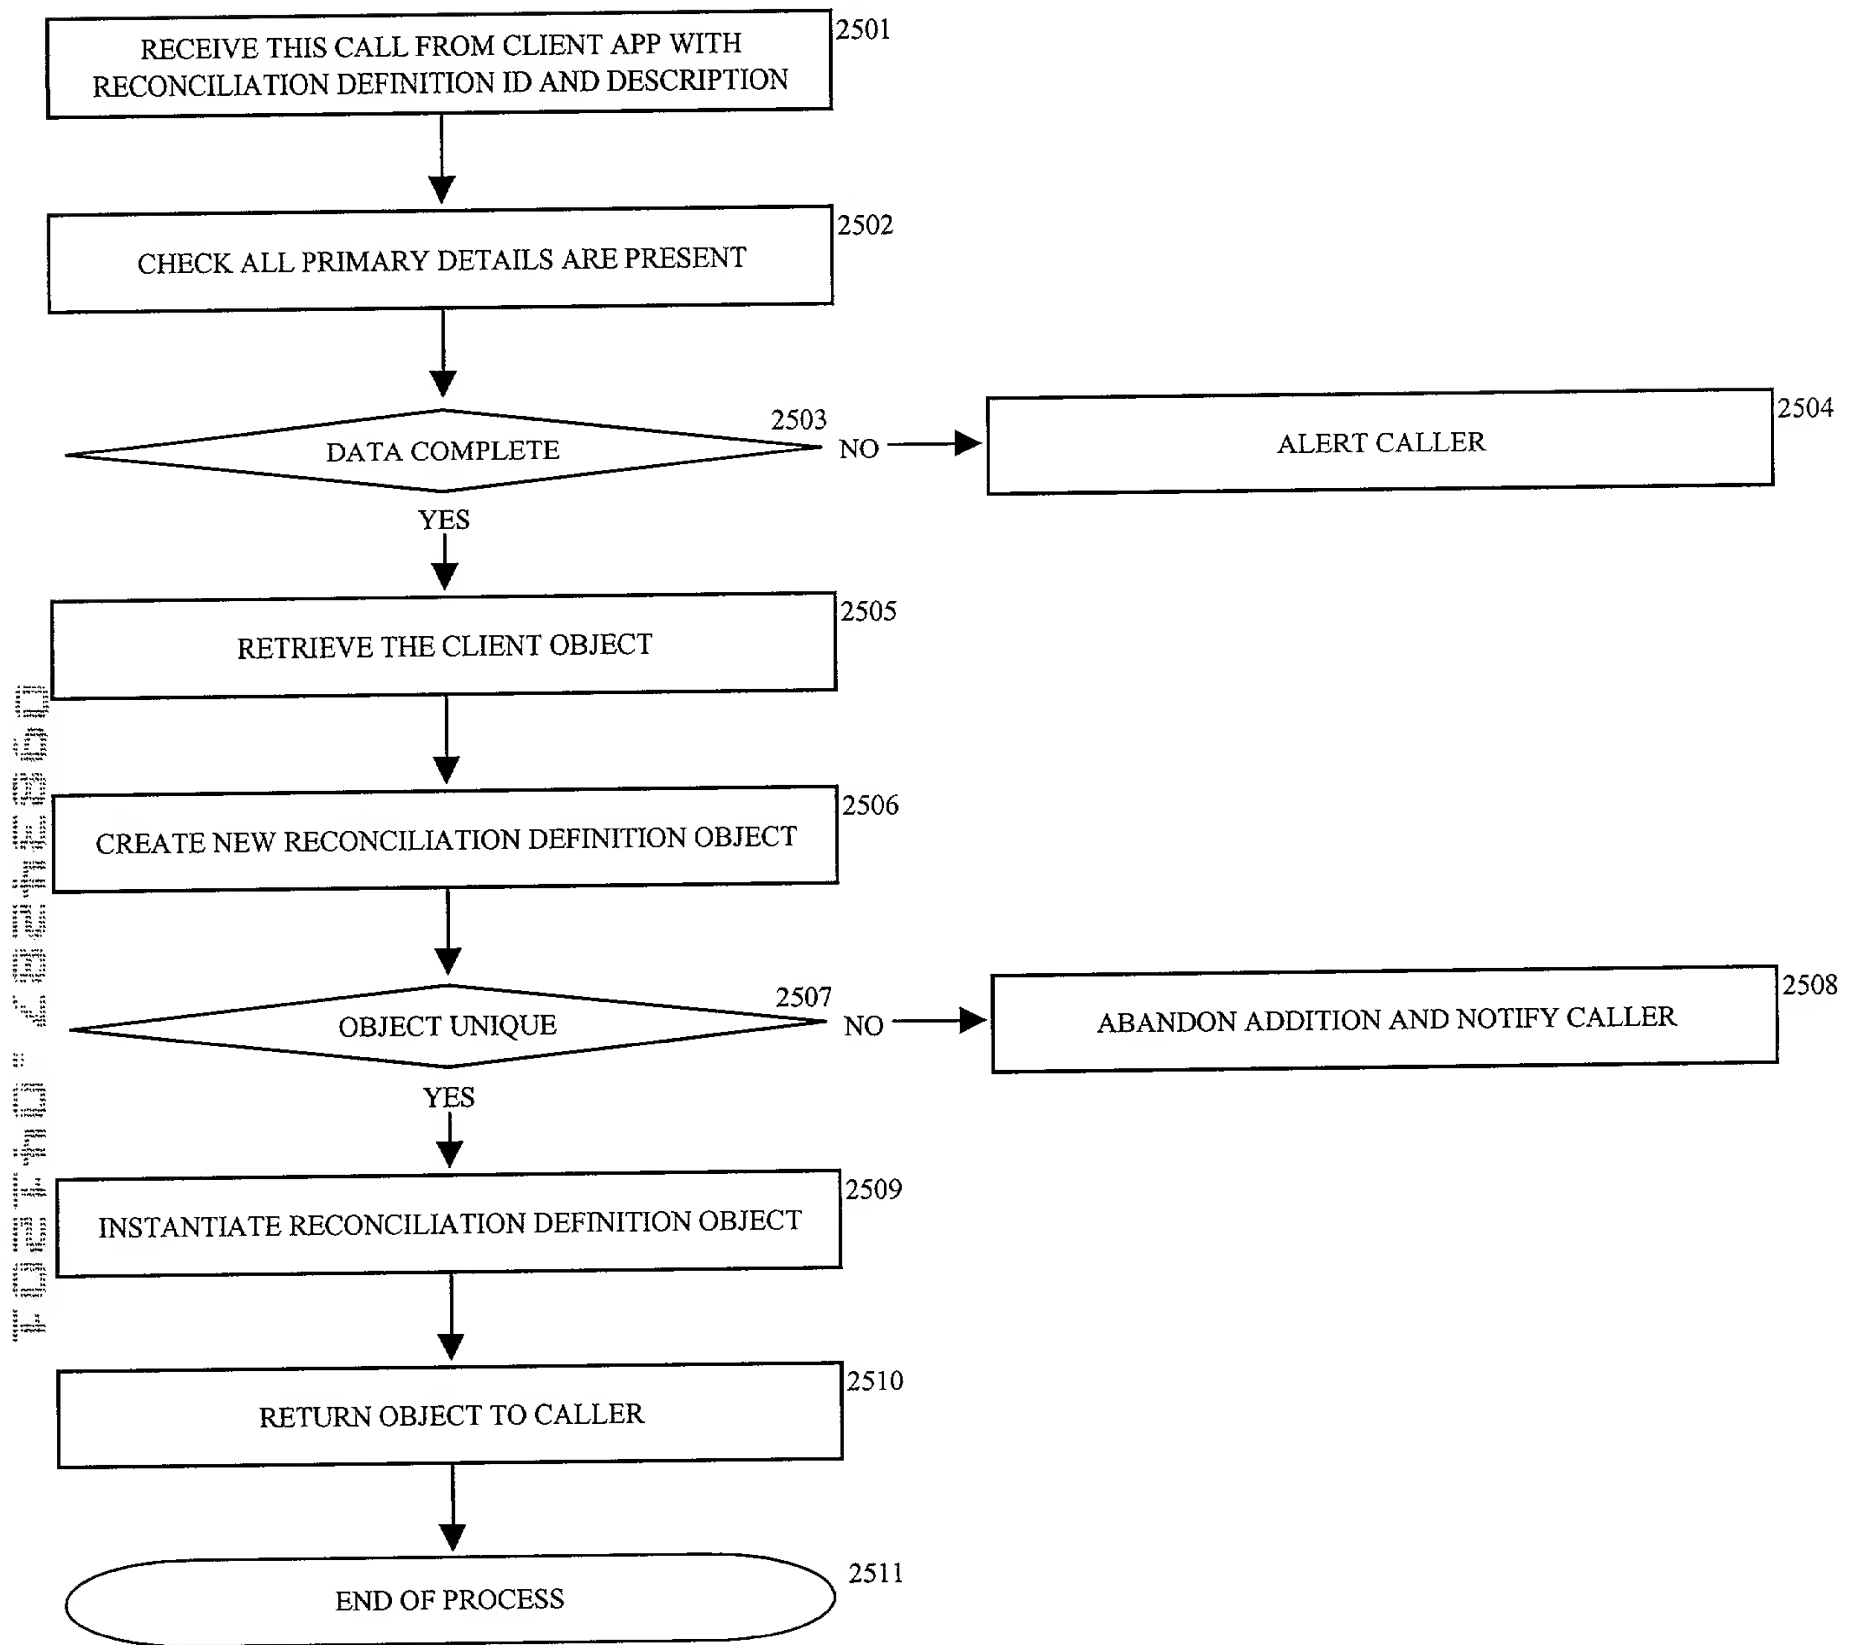 2501
RECEIVE THIS CALL FROM CLIENT APP WITH
RECONCILIATION DEFINITION ID AND DESCRIPTION
2502
CHECK ALL PRIMARY DETAILS ARE PRESENT
2503
DATA COMPLETE
NO
2504
ALERT CALLER
YES
2505
RETRIEVE THE CLIENT OBJECT
2506
CREATE NEW RECONCILIATION DEFINITION OBJECT
2507
OBJECT UNIQUE
NO
2508
ABANDON ADDITION AND NOTIFY CALLER
YES
2509
INSTANTIATE RECONCILIATION DEFINITION OBJECT
2510
RETURN OBJECT TO CALLER
2511
END OF PROCESS